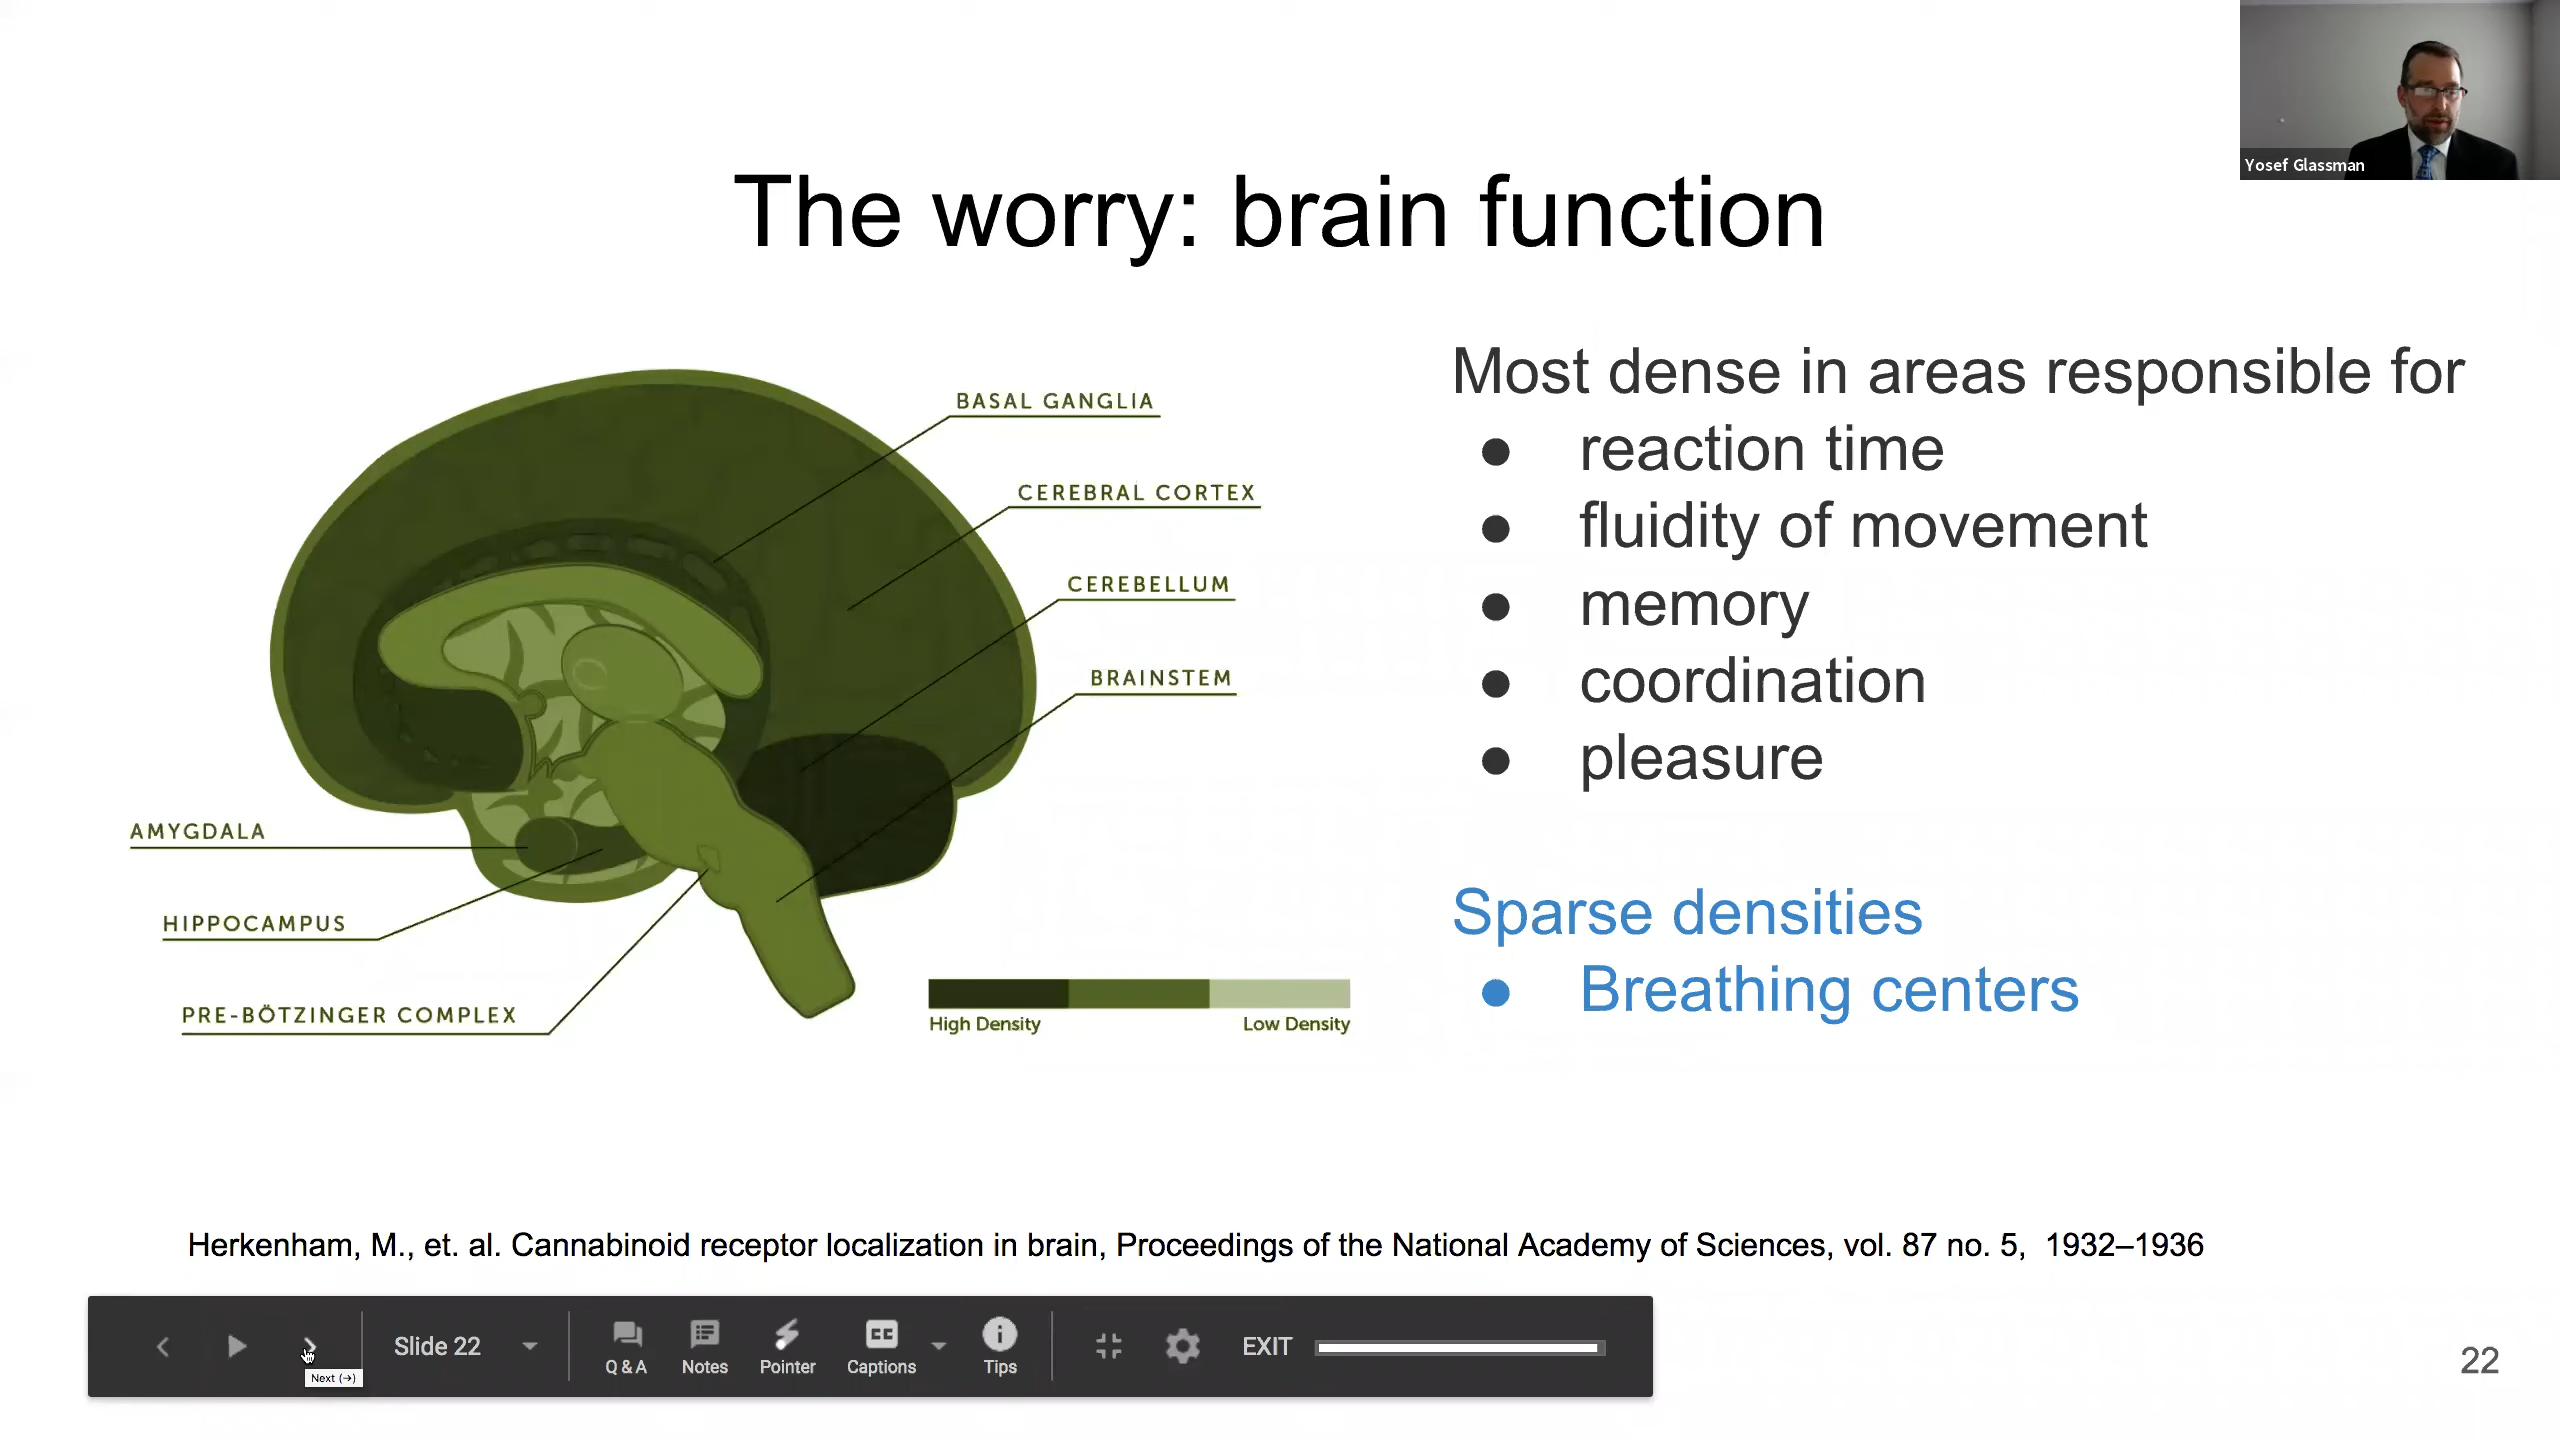 Yosef Glassman
The worry: brain function
BASAL GANGLIA
CEREBRAL CORTEX
CEREBELLUM
BRAINSTEM
AMYGDALA
HIPPOCAMPUS
PRE-BÖTZINGER COMPLEX
High Density
Low Density
Most dense in areas responsible for
● reaction time
● fluidity of movement
● memory
● coordination
● pleasure
Sparse densities
● Breathing centers
Herkenham, M., et. al. Cannabinoid receptor localization in brain, Proceedings of the National Academy of Sciences, vol. 87 no. 5,  1932–1936
Slide 22
Q & A
Notes
Pointer
CC
Captions
Tips
EXIT
Next (→)
22